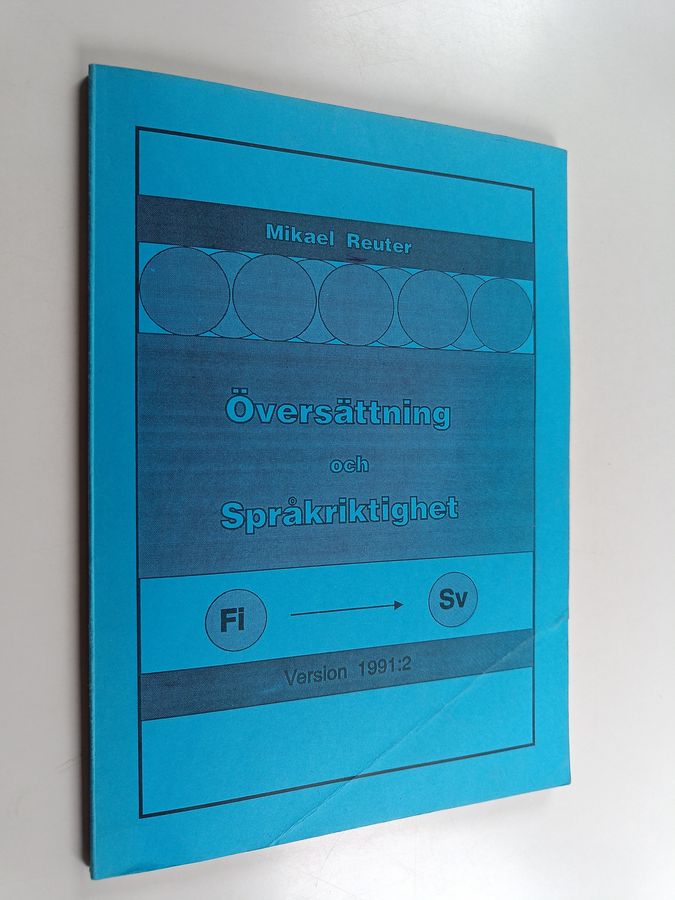 Mikael Reuter
Översättning
och
Språkriktighet
Fi
Sv
Version 1991:2